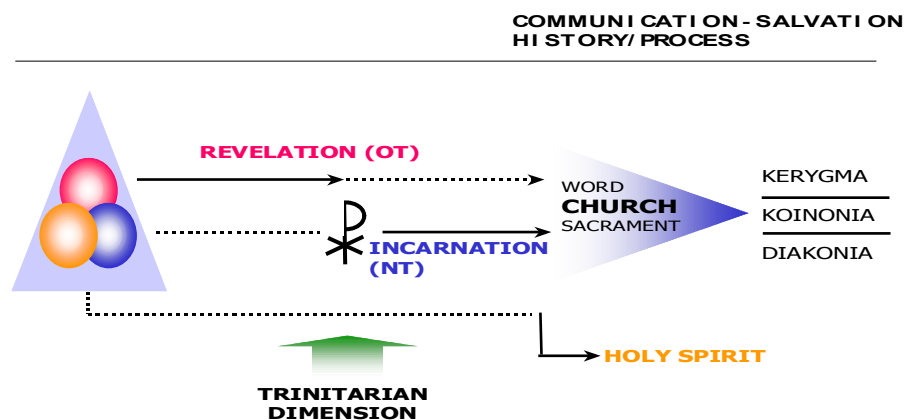 COMMUNICATION-SALVATION
HISTORY/PROCESS
REVELATION (OT)
WORD
CHURCH
SACRAMENT
KERYGMA
KOINONIA
DIAKONIA
INCARNATION
(NT)
HOLY SPIRIT
TRINITARIAN
DIMENSION